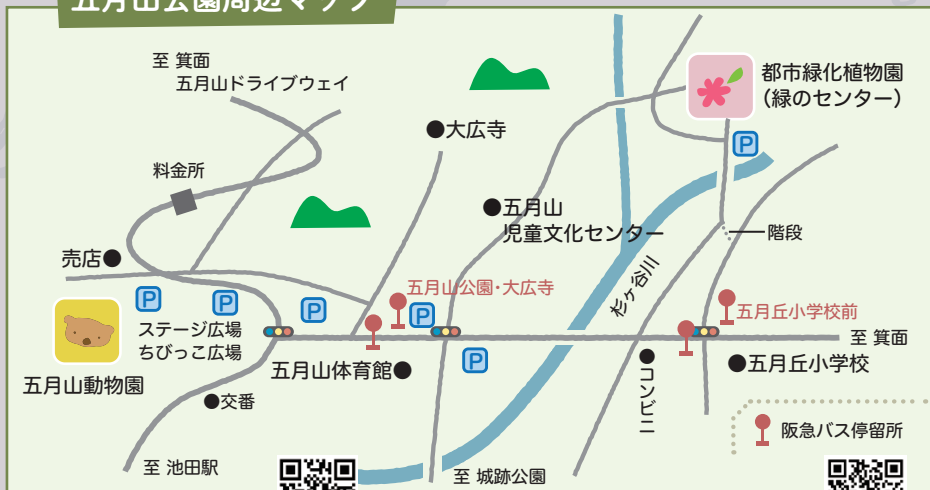 五月山公園周辺マップ
至 箕面
五月山ドライブウェイ
都市緑化植物園
（緑のセンター）
P
大広寺
料金所
五月山
児童文化センター
階段
売店
杉ヶ谷川
五月山公園・大広寺
P
P
P
P
五月丘小学校前
ステージ広場
ちびっこ広場
至 箕面
P
五月山動物園
五月山体育館
コンビニ
五月丘小学校
交番
阪急バス停留所
至 池田駅
至 城跡公園